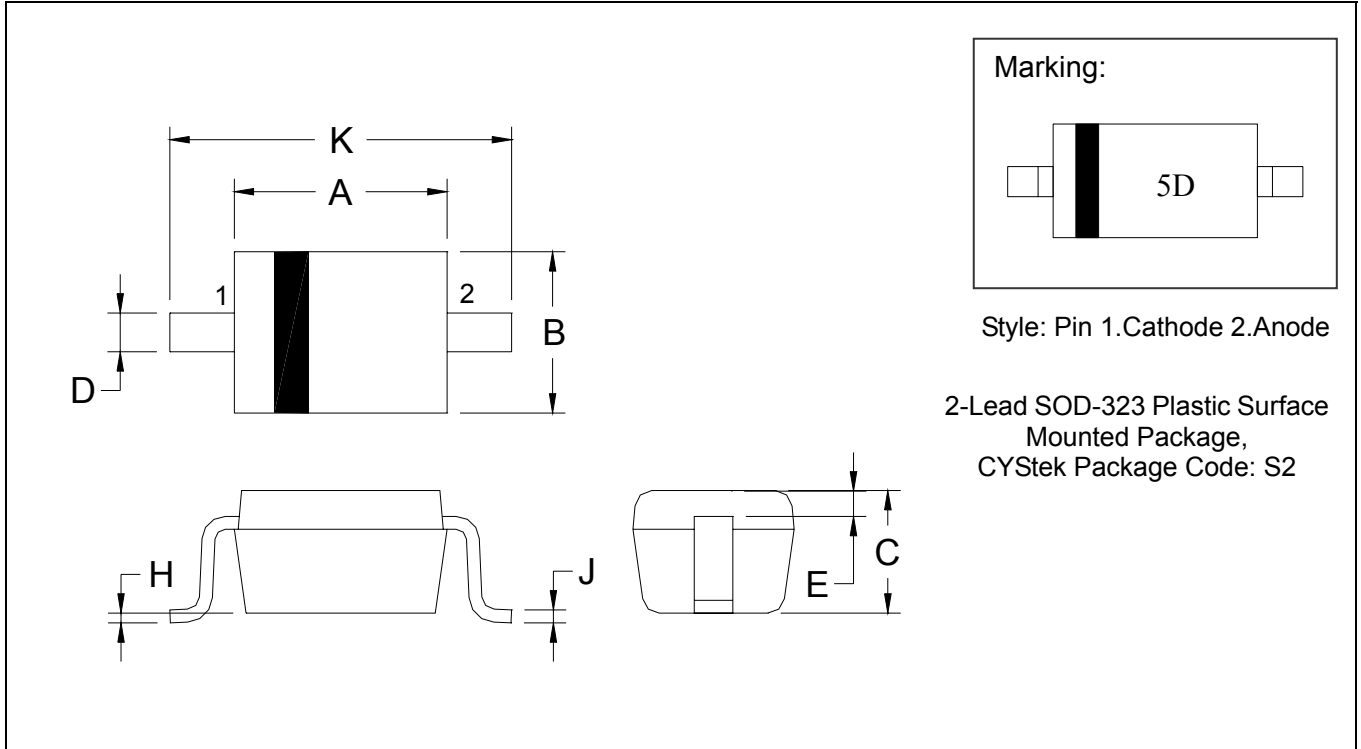 Marking:
5D
Style: Pin 1.Cathode 2.Anode
2-Lead SOD-323 Plastic Surface
Mounted Package,
CYStek Package Code: S2
K
A
1
2
B
D
H
J
E
C